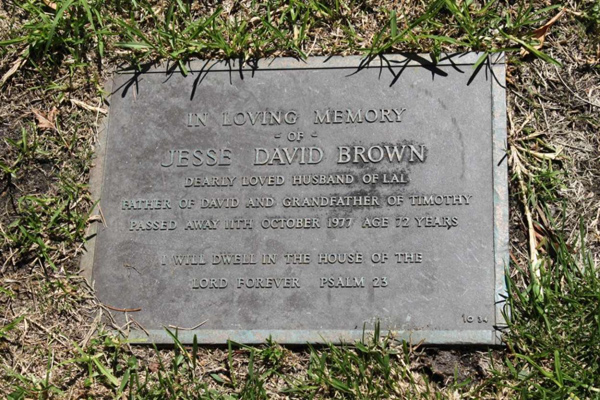 IN LOVING MEMORY
- OF -
JESSE DAVID BROWN
DEARLY LOVED HUSBAND OF LAL
FATHER OF DAVID AND GRANDFATHER OF TIMOTHY
PASSED AWAY 11TH OCTOBER 1977 AGE 72 YEARS
I WILL DWELL IN THE HOUSE OF THE
LORD FOREVER PSALM 23